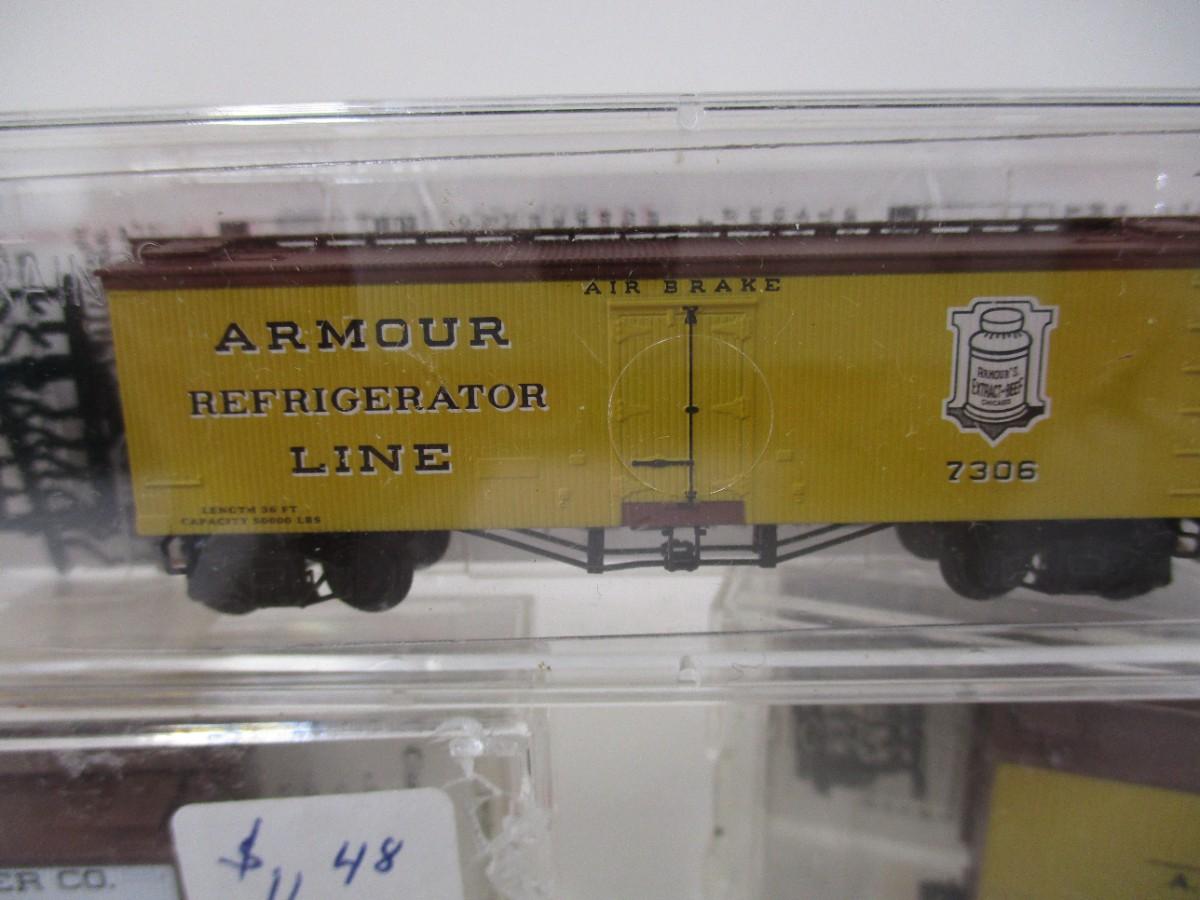 AIR BRAKE
ARMOUR
REFRIGERATOR
LINE
LENGTH 36 FT
CAPACITY 50000 LBS
ARMOUR'S
EXTRACT-BEEF
CHICAGO
7306
$11 48
ER CO.
A